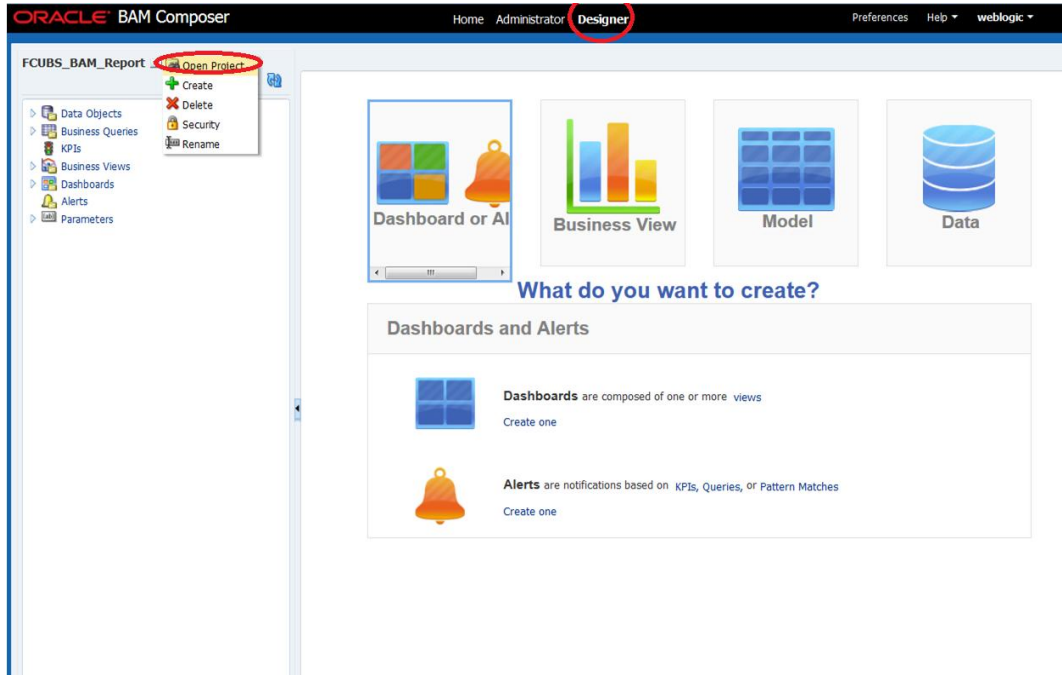 ORACLE BAM Composer
Home Administrator Designer
Preferences Help weblogic
FCUBS_BAM_Report
Open Project
Create
Delete
Security
Rename
Data Objects
Business Queries
KPIs
Business Views
Dashboards
Alerts
Parameters
Dashboard or Al
Business View
Model
Data
What do you want to create?
Dashboards and Alerts
Dashboards are composed of one or more views
Create one
Alerts are notifications based on KPIs, Queries, or Pattern Matches
Create one